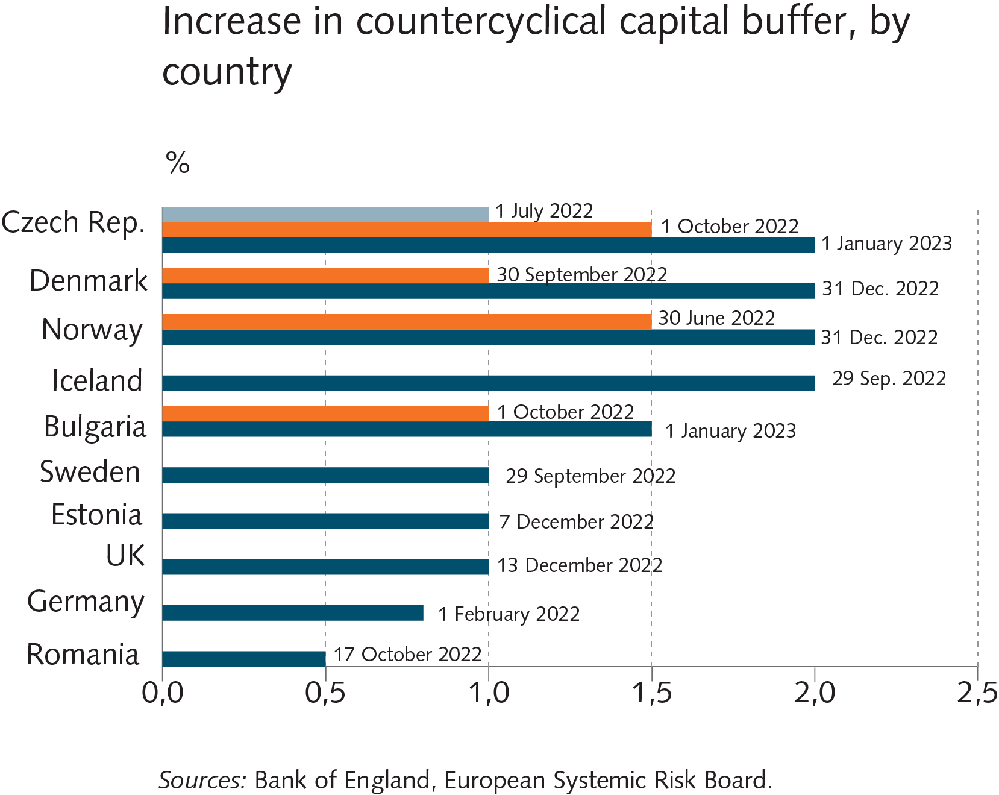 Increase in countercyclical capital buffer, by
country
%
Czech Rep.
1 July 2022
1 October 2022
1 January 2023
Denmark
30 September 2022
31 Dec. 2022
Norway
30 June 2022
31 Dec. 2022
Iceland
29 Sep. 2022
Bulgaria
1 October 2022
1 January 2023
Sweden
29 September 2022
Estonia
7 December 2022
UK
13 December 2022
Germany
1 February 2022
Romania
17 October 2022
0,0 0,5 1,0 1,5 2,0 2,5
Sources: Bank of England, European Systemic Risk Board.